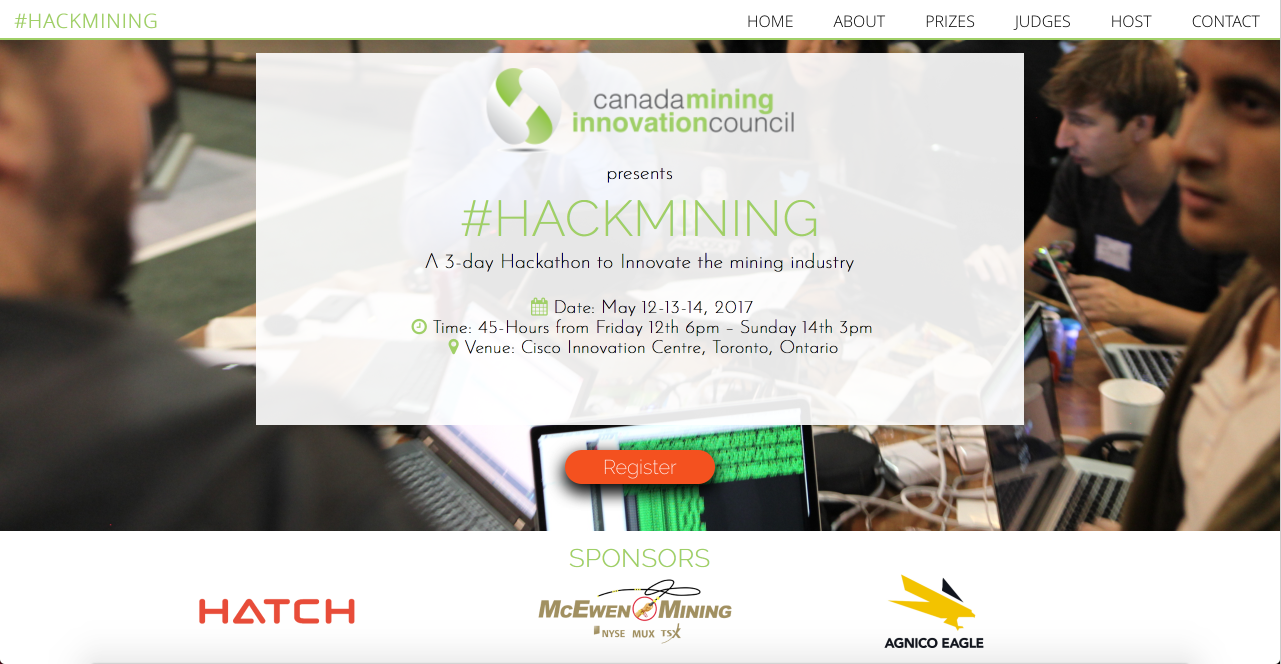 #HACKMINING
HOME ABOUT PRIZES JUDGES HOST CONTACT
canadamining
innovationcouncil
presents
#HACKMINING
A 3-day Hackathon to Innovate the mining industry
Date: May 12-13-14, 2017
Time: 45-Hours from Friday 12th 6pm – Sunday 14th 3pm
Venue: Cisco Innovation Centre, Toronto, Ontario
Register
SPONSORS
HATCH
McEWEN MINING
NYSE MUX TSX
AGNICO EAGLE